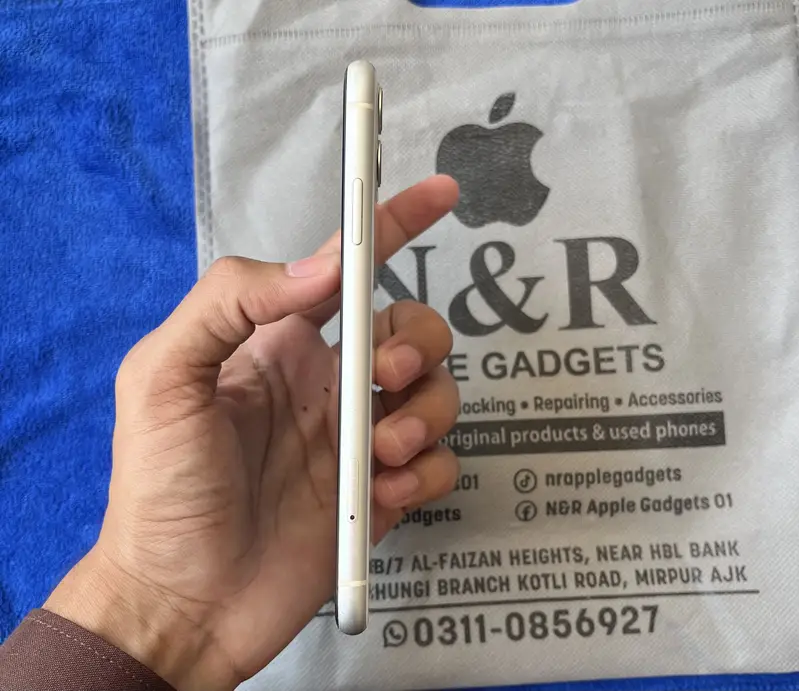 &R
GADGETS
• Repairing • Accessories
original products & used phones
nrapplegadgets
N&R Apple Gadgets 01
AL-FAIZAN HEIGHTS, NEAR HBL BANK
BRANCH KOTLI ROAD, MIRPUR AJK
0311-0856927